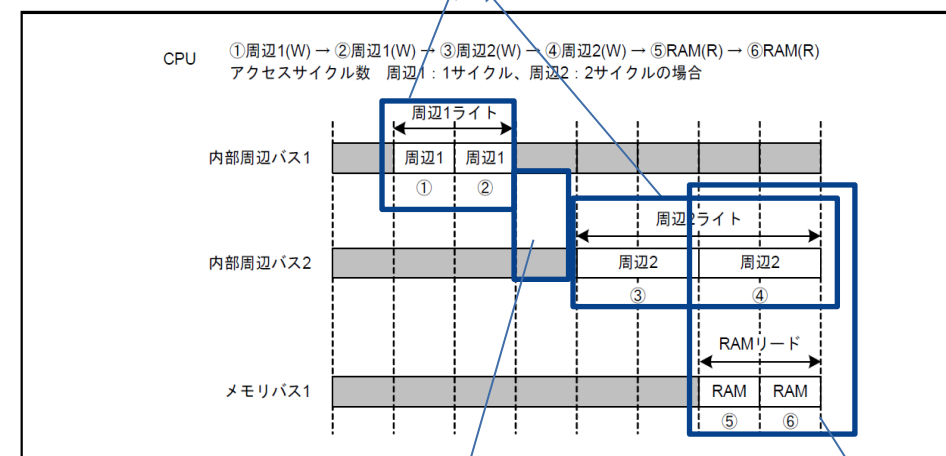 CPU ①周辺1(W) → ②周辺1(W) → ③周辺2(W) → ④周辺2(W) → ⑤RAM(R) → ⑥RAM(R)
アクセスサイクル数 周辺1：1サイクル、周辺2：2サイクルの場合
周辺1ライト
内部周辺バス1 周辺1 周辺1
① ②
周辺2ライト
内部周辺バス2 周辺2 周辺2
③ ④
RAMリード
メモリバス1 RAM RAM
⑤ ⑥